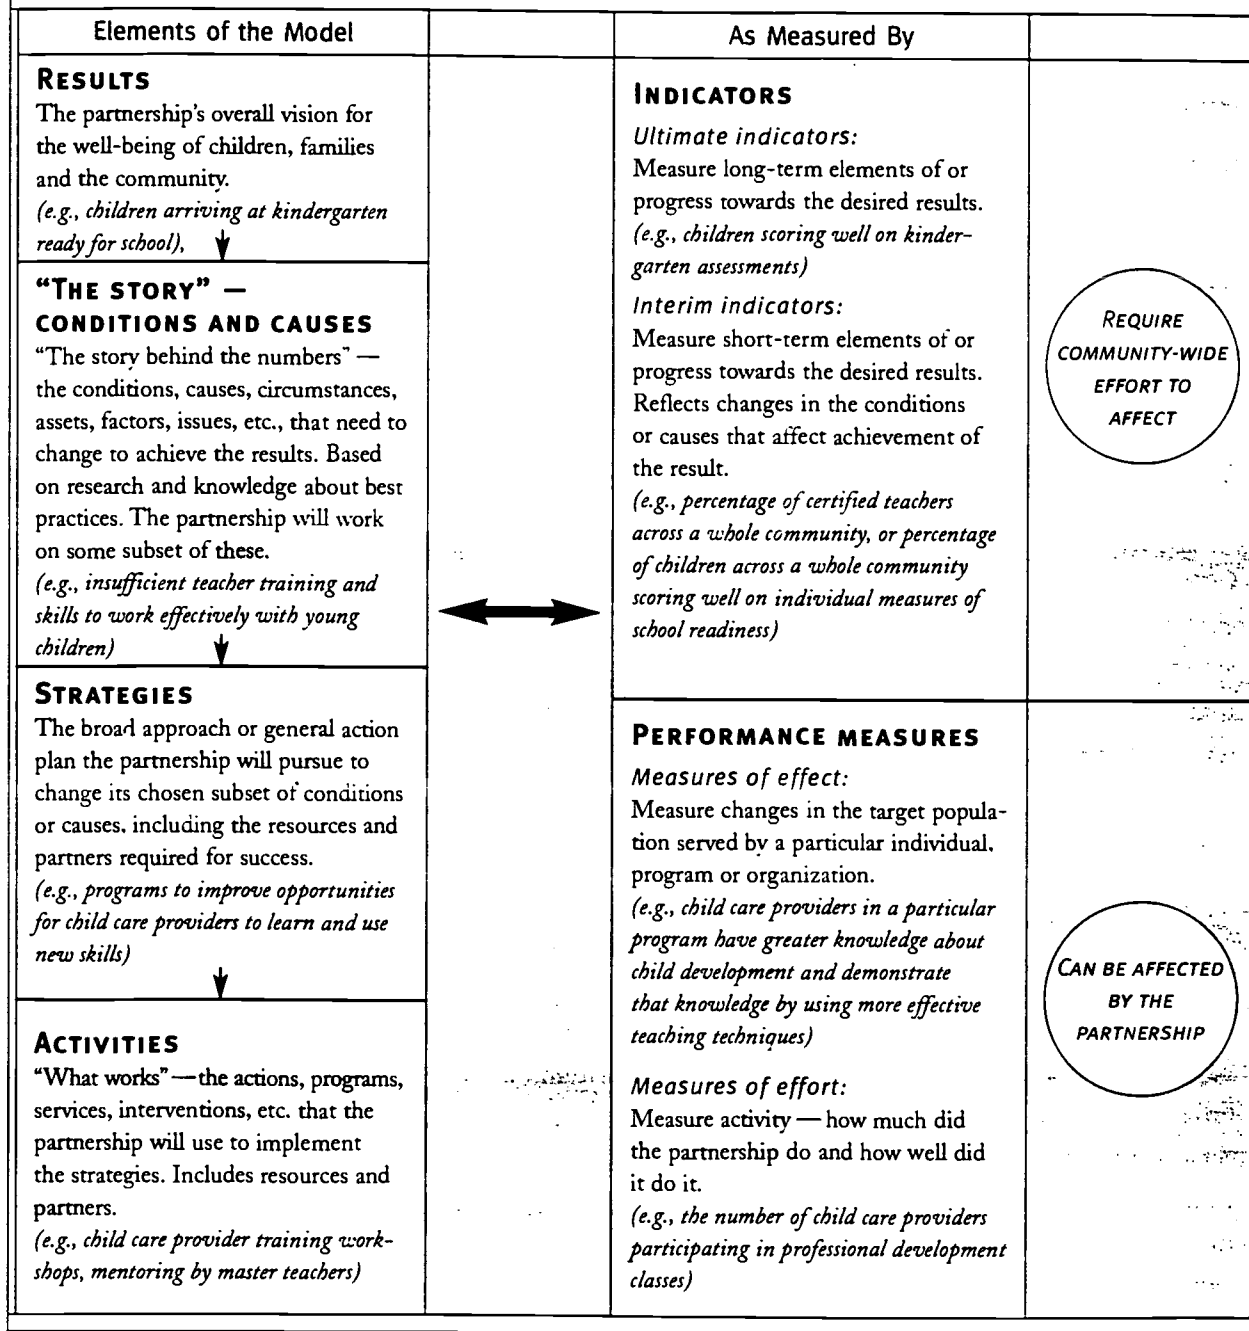 Elements of the Model
As Measured By
RESULTS
The partnership's overall vision for
the well-being of children, families
and the community.
(e.g., children arriving at kindergarten
ready for school),
"THE STORY" —
CONDITIONS AND CAUSES
"The story behind the numbers" —
the conditions, causes, circumstances,
assets, factors, issues, etc., that need to
change to achieve the results. Based
on research and knowledge about best
practices. The partnership will work
on some subset of these.
(e.g., insufficient teacher training and
skills to work effectively with young
children)
STRATEGIES
The broad approach or general action
plan the partnership will pursue to
change its chosen subset of conditions
or causes, including the resources and
partners required for success.
(e.g., programs to improve opportunities
for child care providers to learn and use
new skills)
ACTIVITIES
"What works"—the actions, programs,
services, interventions, etc. that the
partnership will use to implement
the strategies. Includes resources and
partners.
(e.g., child care provider training work-
shops, mentoring by master teachers)
INDICATORS
Ultimate indicators:
Measure long-term elements of or
progress towards the desired results.
(e.g., children scoring well on kinder-
garten assessments)
Interim indicators:
Measure short-term elements of or
progress towards the desired results.
Reflects changes in the conditions
or causes that affect achievement of
the result.
(e.g., percentage of certified teachers
across a whole community, or percentage
of children across a whole community
scoring well on individual measures of
school readiness)
PERFORMANCE MEASURES
Measures of effect:
Measure changes in the target popula-
tion served by a particular individual,
program or organization.
(e.g., child care providers in a particular
program have greater knowledge about
child development and demonstrate
that knowledge by using more effective
teaching techniques)
Measures of effort:
Measure activity — how much did
the partnership do and how well did
it do it.
(e.g., the number of child care providers
participating in professional development
classes)
REQUIRE
COMMUNITY-WIDE
EFFORT TO
AFFECT
CAN BE AFFECTED
BY THE
PARTNERSHIP